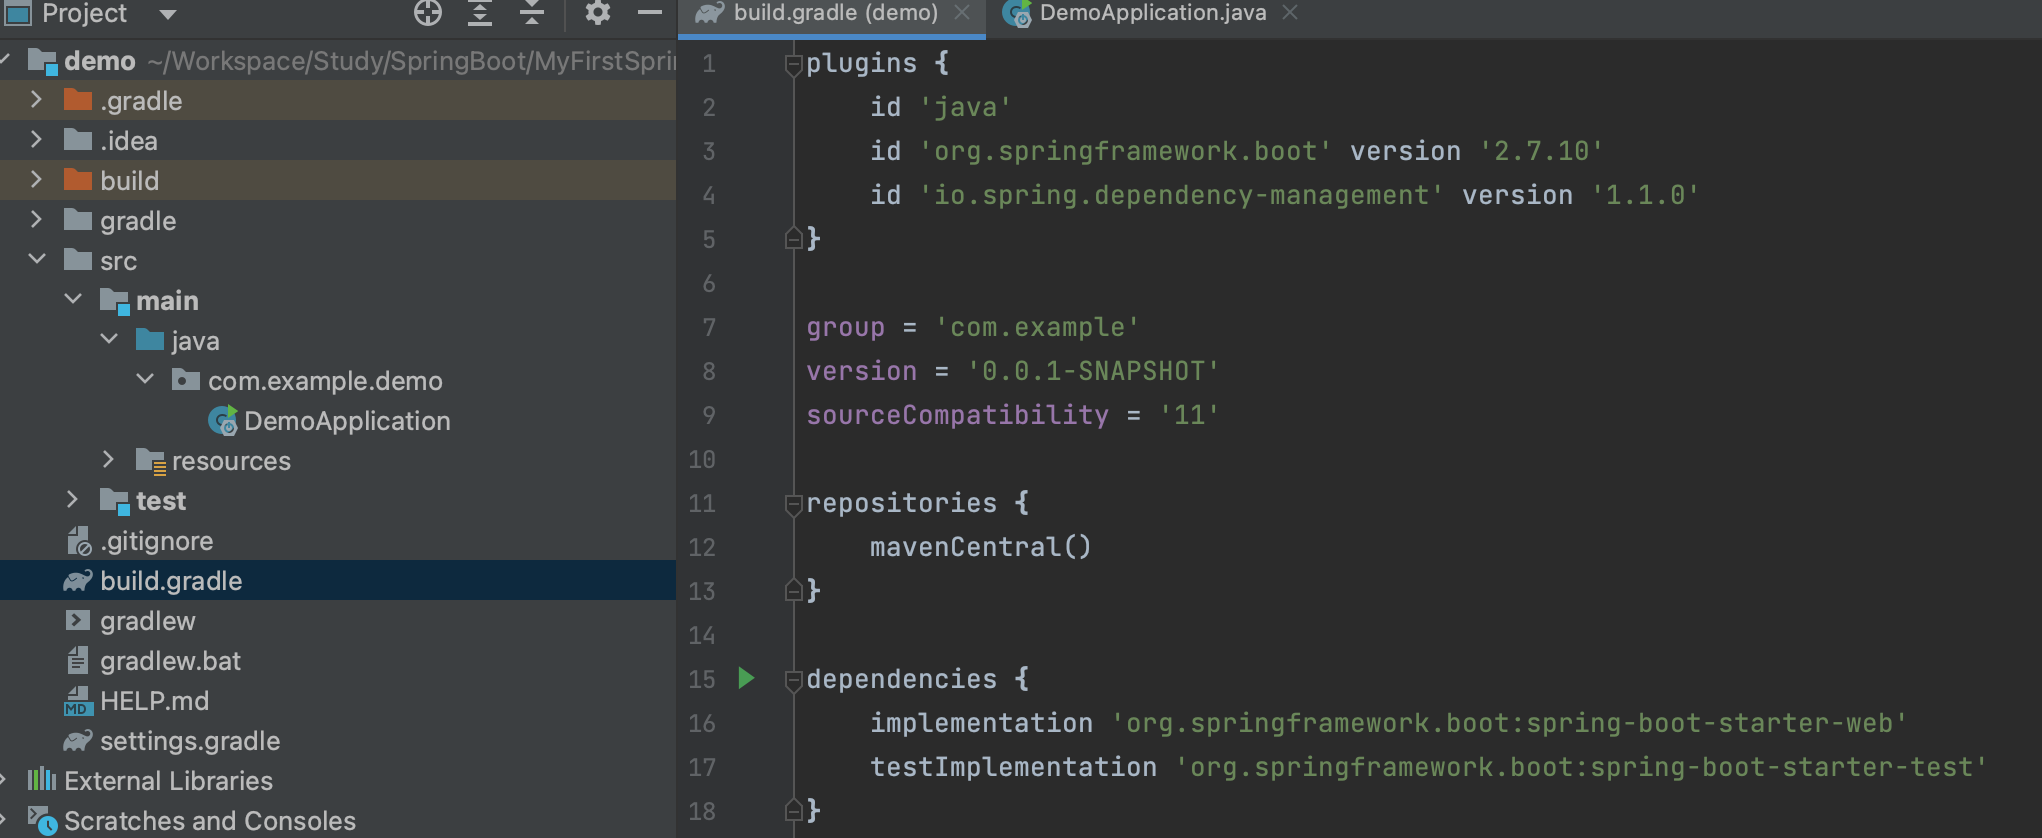 Project
demo ~/Workspace/Study/SpringBoot/MyFirstSpri
.gradle
.idea
build
gradle
src
main
java
com.example.demo
DemoApplication
resources
test
.gitignore
build.gradle
gradlew
gradlew.bat
MD HELP.md
settings.gradle
External Libraries
Scratches and Consoles
build.gradle (demo)
DemoApplication.java
1 plugins {
2     id 'java'
3     id 'org.springframework.boot' version '2.7.10'
4     id 'io.spring.dependency-management' version '1.1.0'
5 }
6
7 group = 'com.example'
8 version = '0.0.1-SNAPSHOT'
9 sourceCompatibility = '11'
10
11 repositories {
12     mavenCentral()
13 }
14
15 dependencies {
16     implementation 'org.springframework.boot:spring-boot-starter-web'
17     testImplementation 'org.springframework.boot:spring-boot-starter-test'
18 }